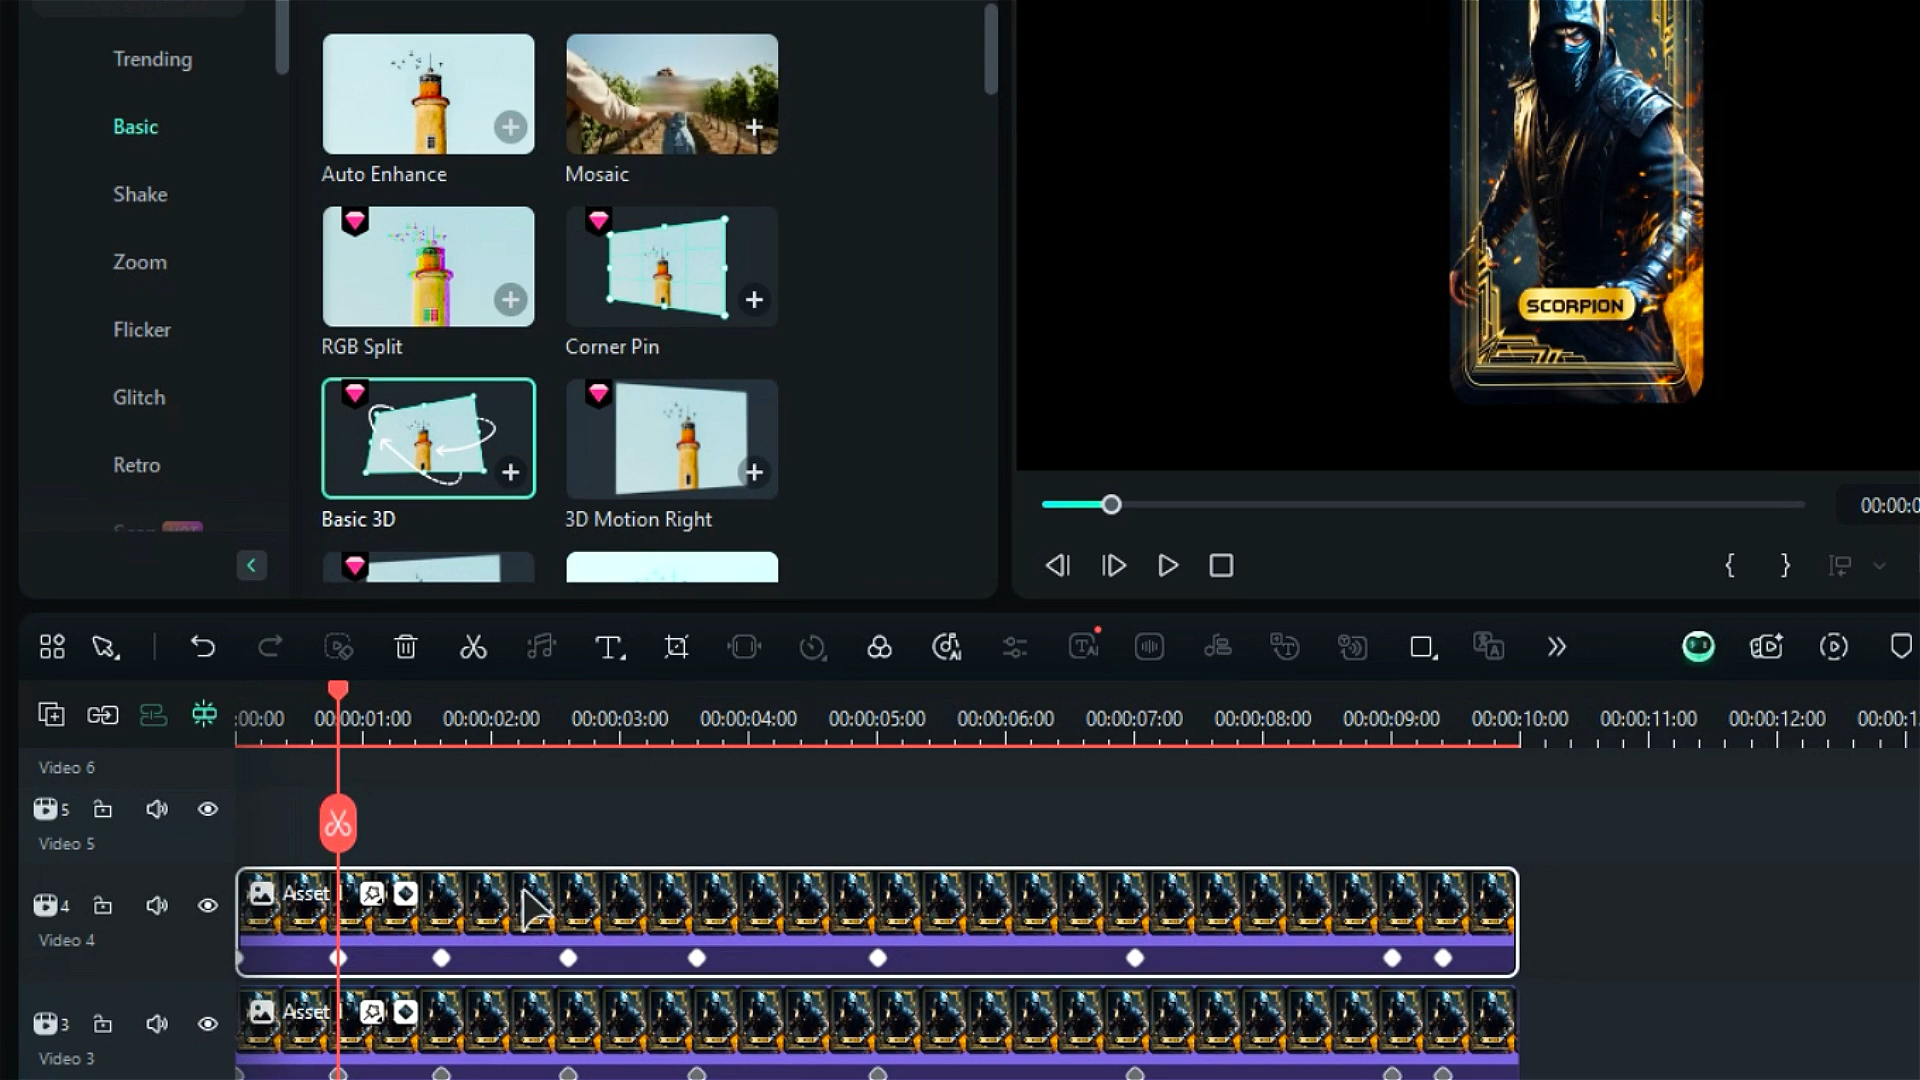 Trending
Basic
Shake
Zoom
Flicker
Glitch
Retro
Auto Enhance
Mosaic
RGB Split
Corner Pin
Basic 3D
3D Motion Right
SCORPION
00:00:0
:00:00 00:00:01:00 00:00:02:00 00:00:03:00 00:00:04:00 00:00:05:00 00:00:06:00 00:00:07:00 00:00:08:00 00:00:09:00 00:00:10:00 00:00:11:00 00:00:12:00 00:00:1
Video 6
5
Video 5
4
Video 4
Asset
3
Video 3
Asset